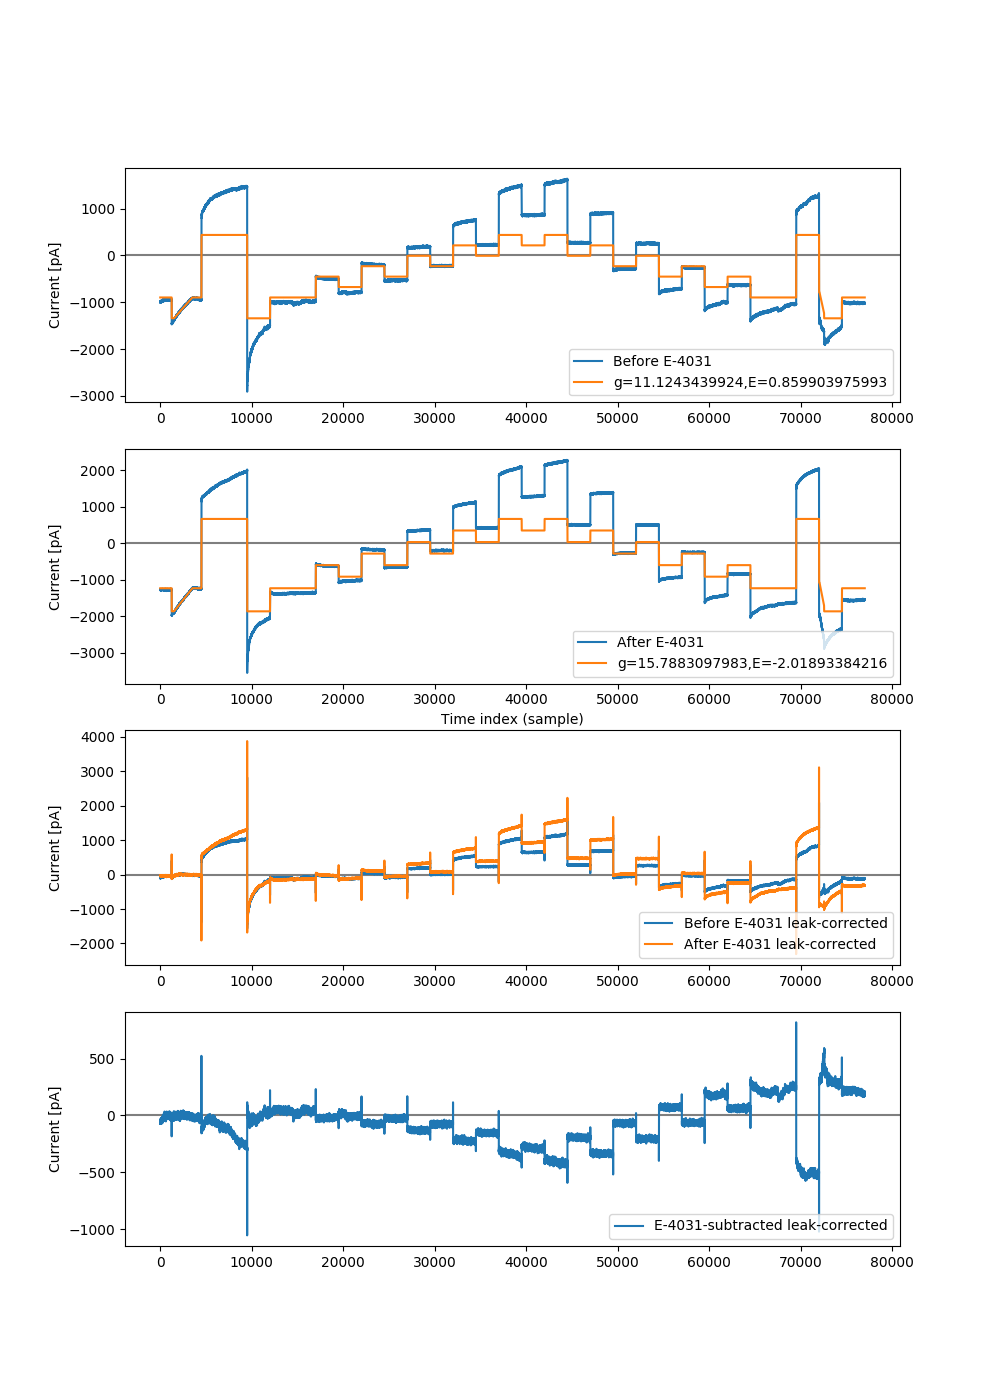 Current [pA]
1000
0
−1000
−2000
−3000
Before E-4031
g=11.1243439924,E=0.859903975993
0 10000 20000 30000 40000 50000 60000 70000 80000
Current [pA]
2000
1000
0
−1000
−2000
−3000
After E-4031
g=15.7883097983,E=-2.01893384216
0 10000 20000 30000 40000 50000 60000 70000 80000
Time index (sample)
Current [pA]
4000
3000
2000
1000
0
−1000
−2000
Before E-4031 leak-corrected
After E-4031 leak-corrected
0 10000 20000 30000 40000 50000 60000 70000 80000
Current [pA]
500
0
−500
−1000
E-4031-subtracted leak-corrected
0 10000 20000 30000 40000 50000 60000 70000 80000